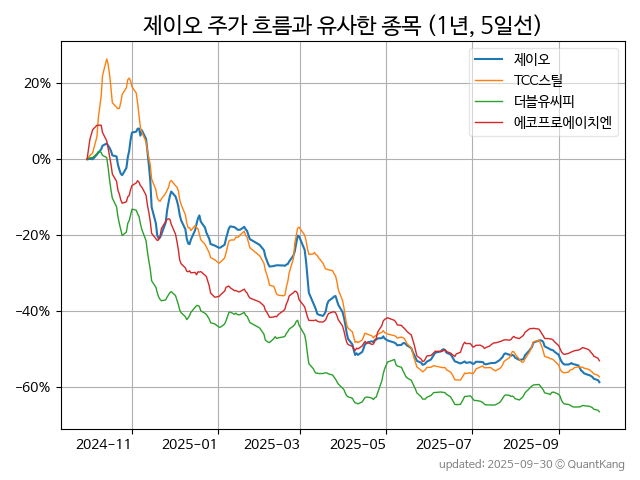 제이오 주가 흐름과 유사한 종목 (1년, 5일선)
제이오
TCC스틸
더블유씨피
에코프로에이치엔
20%
0%
−20%
−40%
−60%
2024-11
2025-01
2025-03
2025-05
2025-07
2025-09
updated: 2025-09-30 © QuantKang